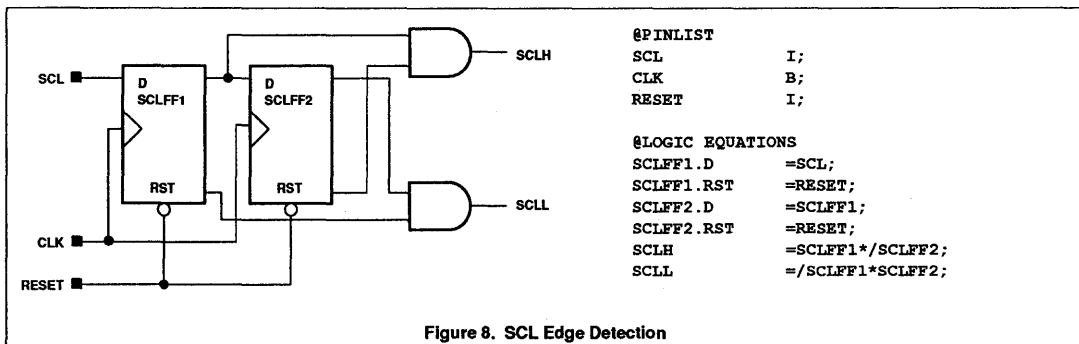 SCL
D
SCLFF1
RST
D
SCLFF2
RST
CLK
RESET
SCLH
SCLL
@PINLIST
SCL I;
CLK B;
RESET I;
@LOGIC EQUATIONS
SCLFF1.D =SCL;
SCLFF1.RST =RESET;
SCLFF2.D =SCLFF1;
SCLFF2.RST =RESET;
SCLH =SCLFF1*/SCLFF2;
SCLL =/SCLFF1*SCLFF2;
Figure 8. SCL Edge Detection